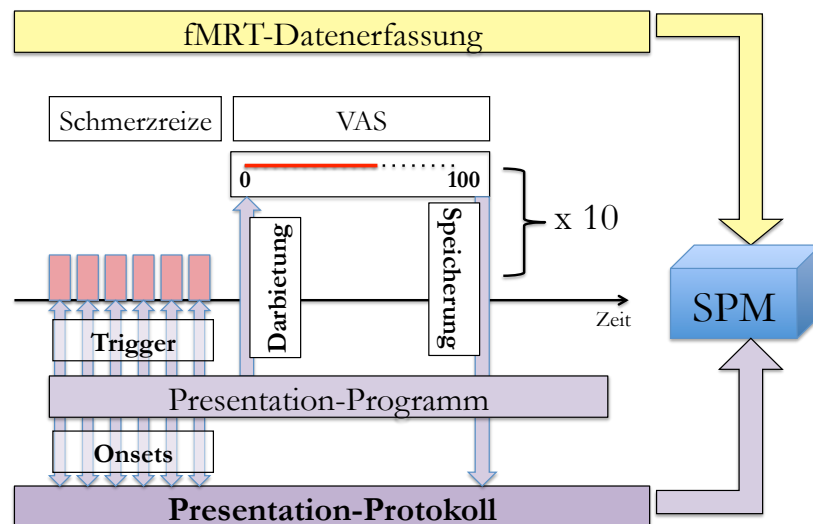 fMRT-Datenerfassung
Schmerzreize
VAS
0
100
x 10
Darbietung
Speicherung
Zeit
SPM
Trigger
Presentation-Programm
Onsets
Presentation-Protokoll